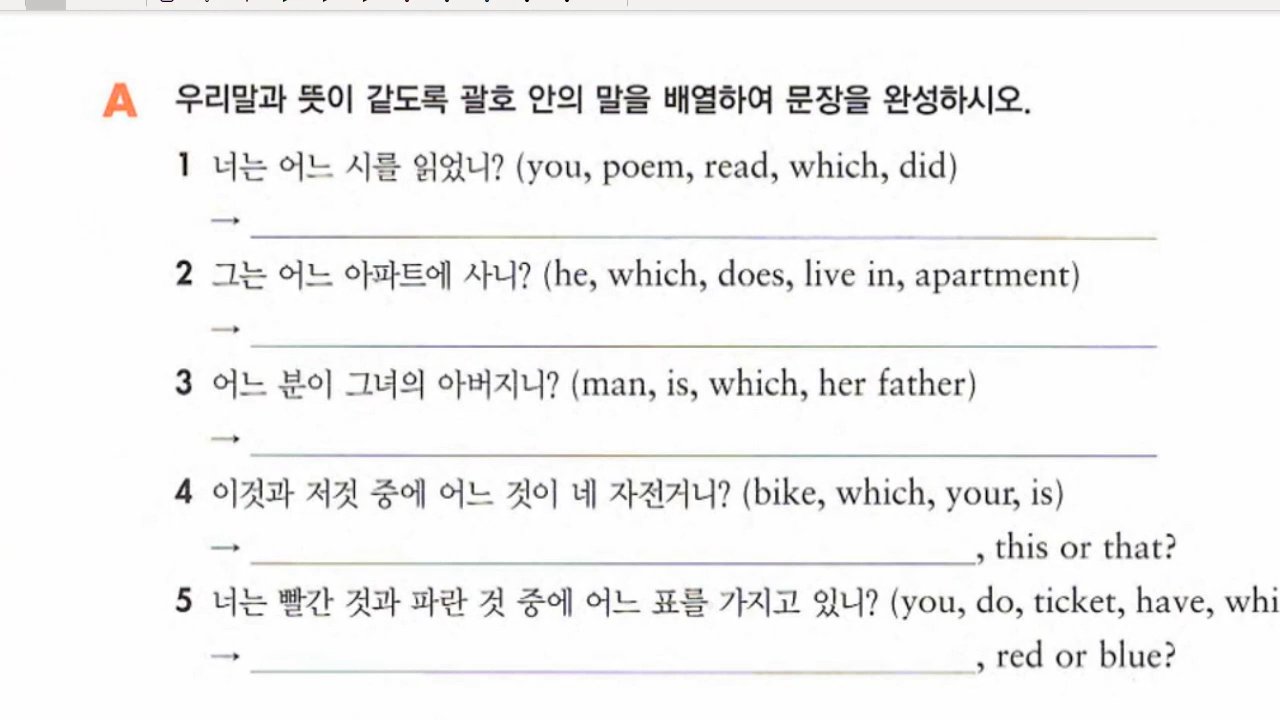 A 우리말과 뜻이 같도록 괄호 안의 말을 배열하여 문장을 완성하시오.
1 너는 어느 시를 읽었니? (you, poem, read, which, did)
→
2 그는 어느 아파트에 사니? (he, which, does, live in, apartment)
→
3 어느 분이 그녀의 아버지니? (man, is, which, her father)
→
4 이것과 저것 중에 어느 것이 네 자전거니? (bike, which, your, is)
→ , this or that?
5 너는 빨간 것과 파란 것 중에 어느 표를 가지고 있니? (you, do, ticket, have,
→ , red or blue?